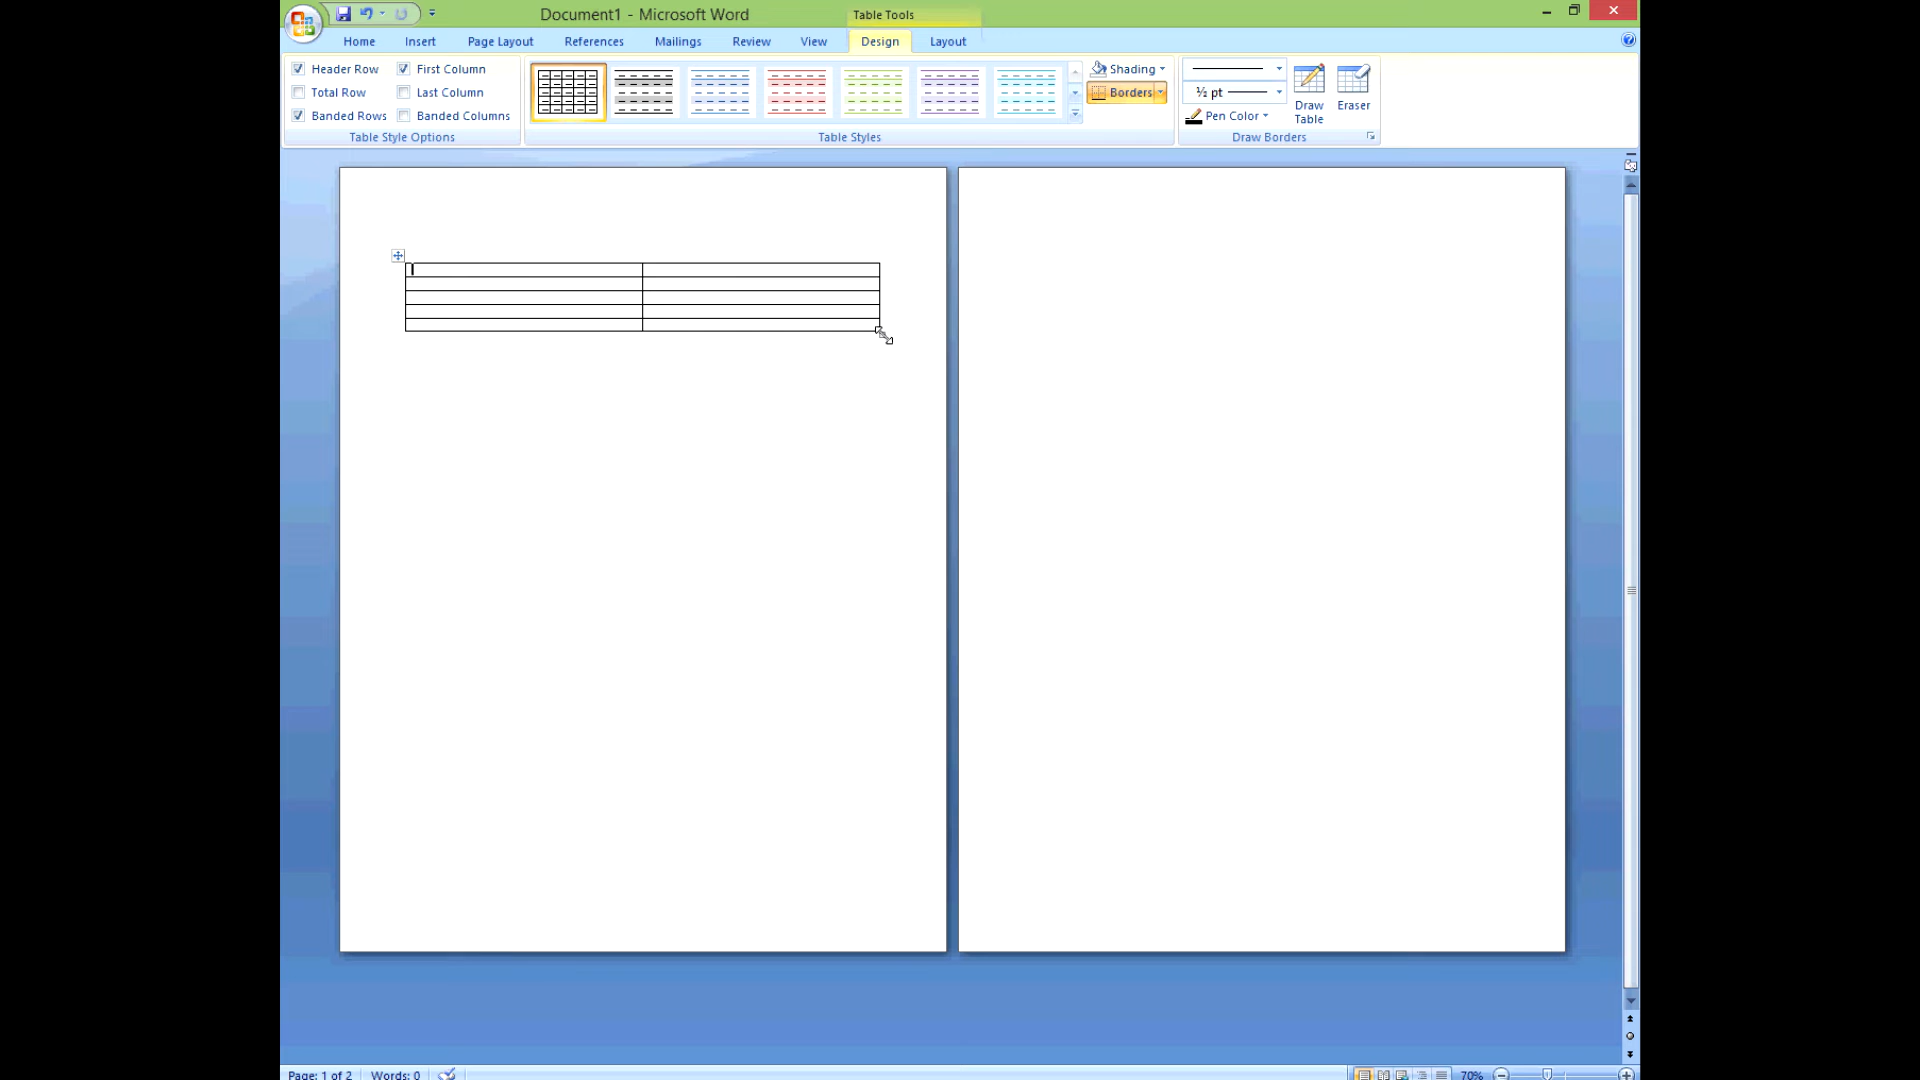 Document1 - Microsoft Word
Table Tools
Home Insert Page Layout References Mailings Review View Design Layout
Header Row First Column
Total Row Last Column
Banded Rows Banded Columns
Table Style Options
Table Styles
Shading
Borders
½ pt
Pen Color
Draw Table
Eraser
Draw Borders
Page: 1 of 2 Words: 0
70%